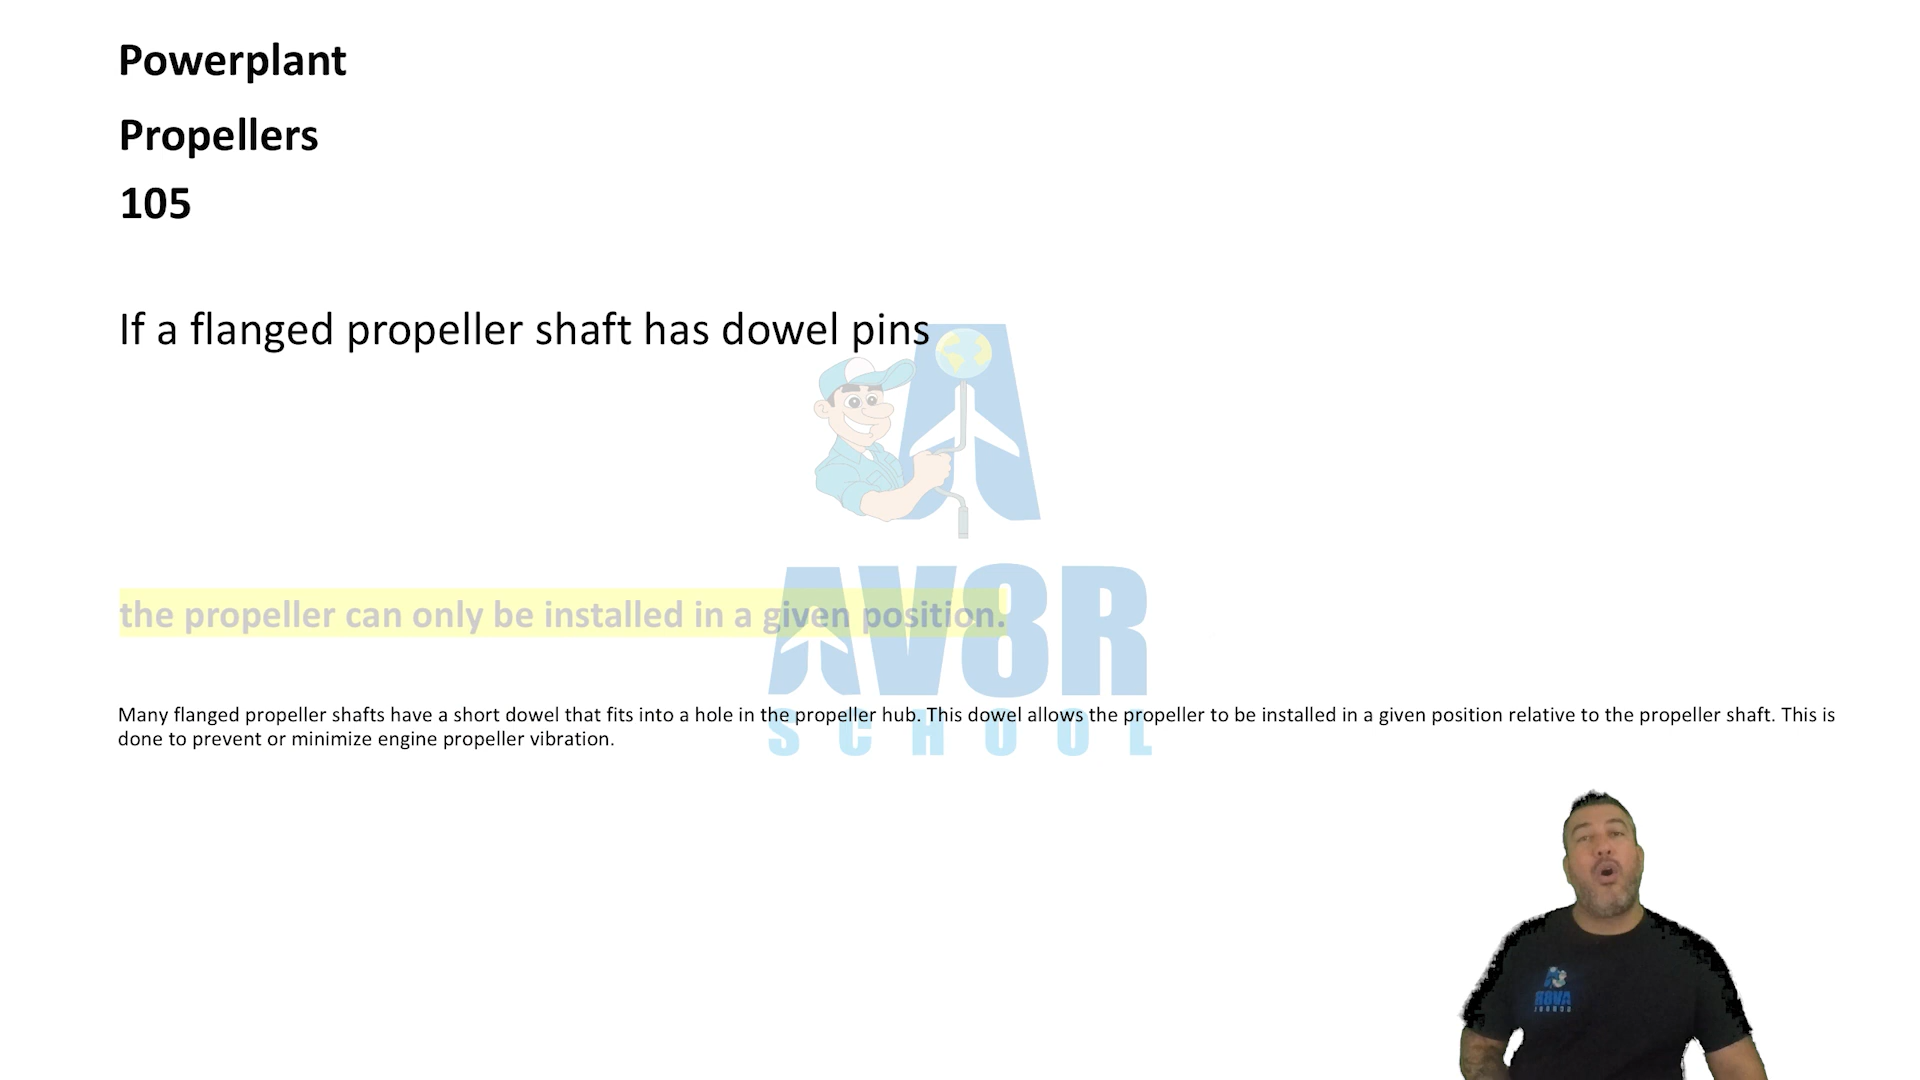 Powerplant
Propellers
105
If a flanged propeller shaft has dowel pins
the propeller can only be installed in a given position.
AV8R
SCHOOL
Many flanged propeller shafts have a short dowel that fits into a hole in the propeller hub. This dowel allows the propeller to be installed in a given position relative to the propeller shaft. This is
done to prevent or minimize engine propeller vibration.